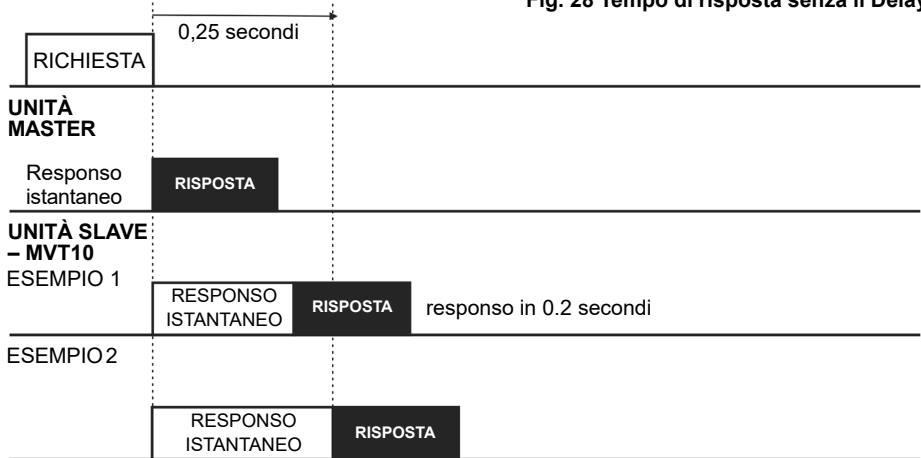 Fig. 28 Tempo di risposta senza il Delay
0,25 secondi
RICHIESTA
UNITÀ
MASTER
Responso
istantaneo
RISPOSTA
UNITÀ SLAVE
– MVT10
ESEMPIO 1
RESPONSO
ISTANTANEO
RISPOSTA
responso in 0.2 secondi
ESEMPIO 2
RESPONSO
ISTANTANEO
RISPOSTA